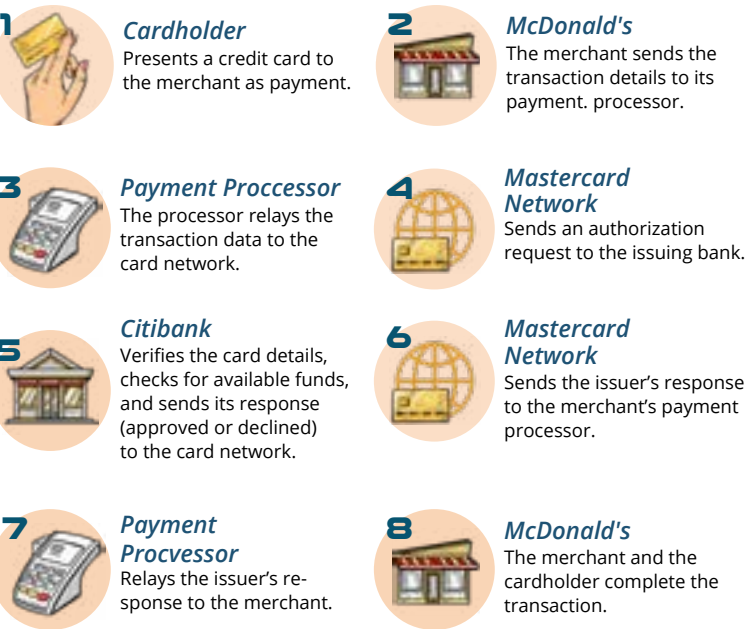 1
Cardholder
Presents a credit card to
the merchant as payment.
2
McDonald's
The merchant sends the
transaction details to its
payment. processor.
3
Payment Proccessor
The processor relays the
transaction data to the
card network.
4
Mastercard
Network
Sends an authorization
request to the issuing bank.
5
Citibank
Verifies the card details,
checks for available funds,
and sends its response
(approved or declined)
to the card network.
6
Mastercard
Network
Sends the issuer’s response
to the merchant’s payment
processor.
7
Payment
Procvessor
Relays the issuer’s re-
sponse to the merchant.
8
McDonald's
The merchant and the
cardholder complete the
transaction.